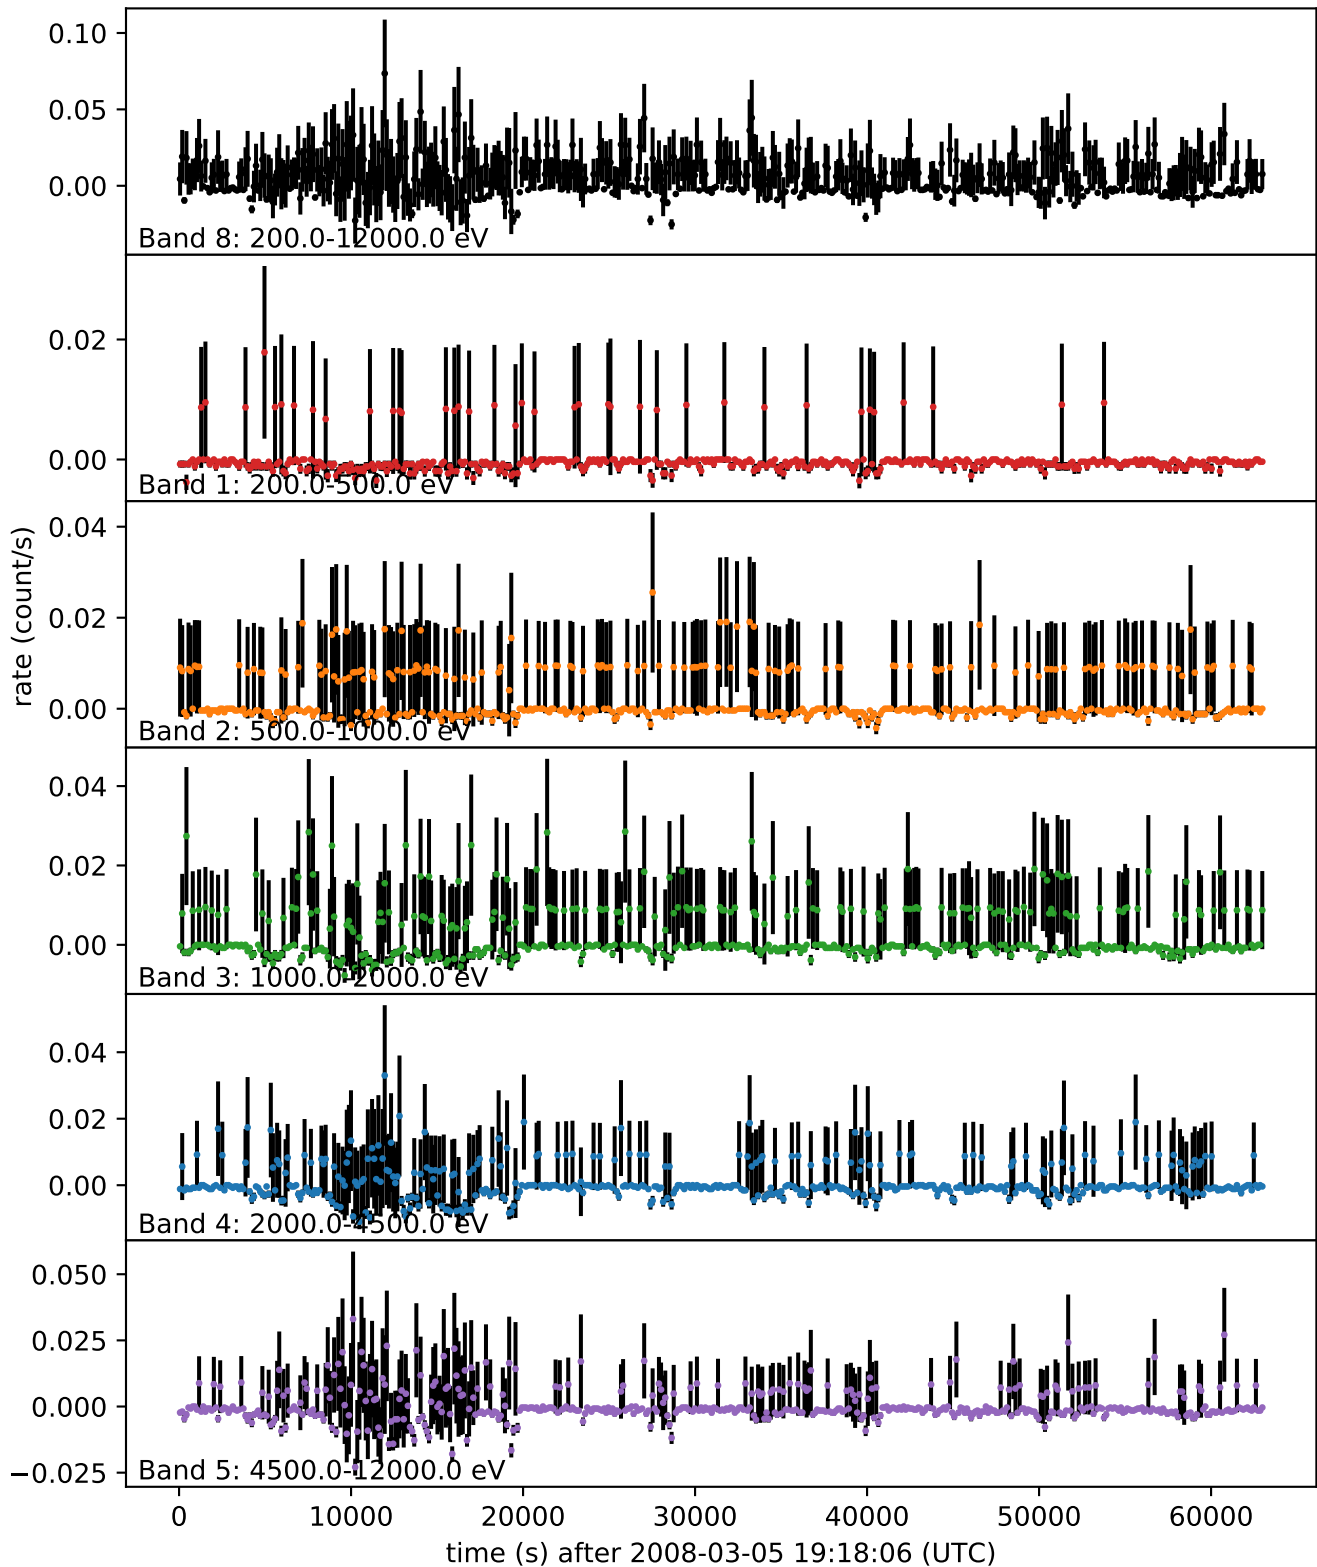 0.10
0.05
0.00
Band 8: 200.0-12000.0 eV
0.02
0.00
Band 1: 200.0-500.0 eV
0.04
0.02
0.00
Band 2: 500.0-1000.0 eV
rate (count/s)
0.04
0.02
0.00
Band 3: 1000.0-2000.0 eV
0.04
0.02
0.00
Band 4: 2000.0-4500.0 eV
0.050
0.025
0.000
−0.025
Band 5: 4500.0-12000.0 eV
0 10000 20000 30000 40000 50000 60000
time (s) after 2008-03-05 19:18:06 (UTC)